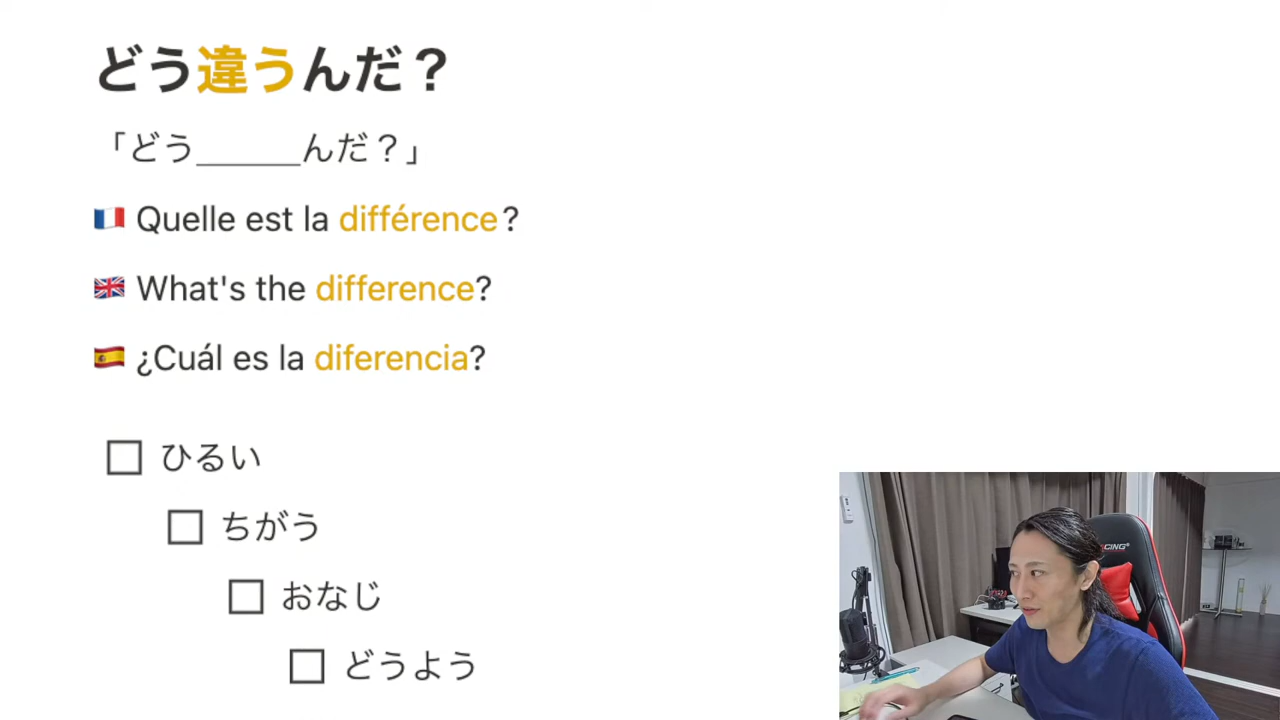 どう違うんだ？
「どう＿＿＿んだ？」
Quelle est la différence ?
What's the difference?
¿Cuál es la diferencia?
ひるい
ちがう
おなじ
どうよう
CING